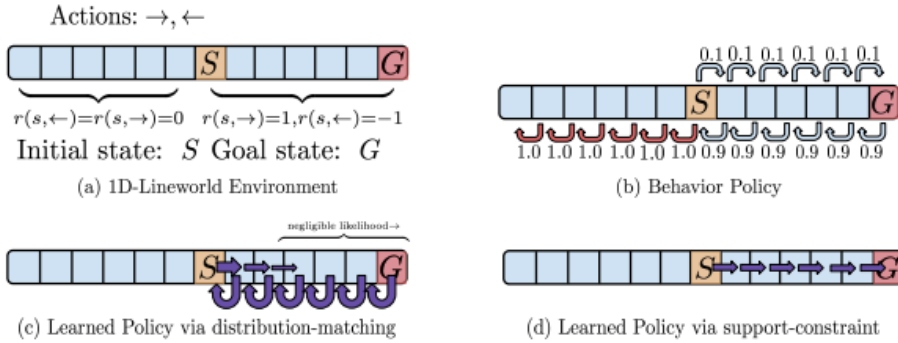 Actions: →, ←
S G
r(s,←)=r(s,→)=0 r(s,→)=1,r(s,←)=−1
Initial state: S Goal state: G
(a) 1D-Lineworld Environment
0.1 0.1 0.1 0.1 0.1 0.1
S G
1.0 1.0 1.0 1.0 1.0 1.0 0.9 0.9 0.9 0.9 0.9 0.9
(b) Behavior Policy
negligible likelihood→
S G
(c) Learned Policy via distribution-matching
S G
(d) Learned Policy via support-constraint